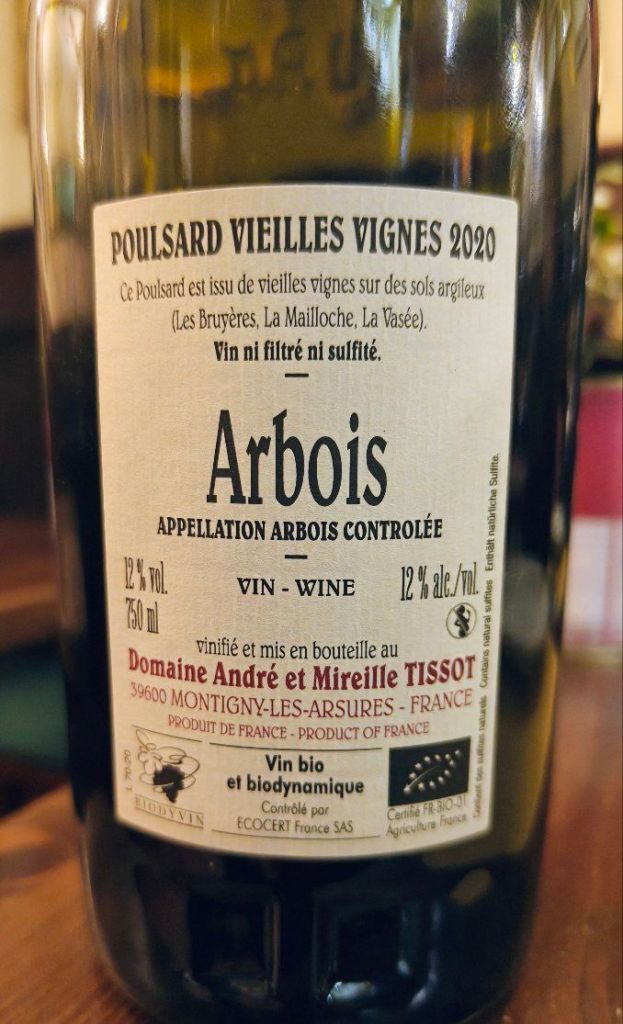 POULSARD VIEILLES VIGNES 2020
Ce Poulsard est issu de vieilles vignes sur des sols argileux
(Les Bruyères, La Mailloche, La Vasée).
Vin ni filtré ni sulfité.
Arbois
APPELLATION ARBOIS CONTROLÉE
12 % vol.
750 ml
VIN - WINE
12 % alc./vol.
vinifié et mis en bouteille au
Domaine André et Mireille TISSOT
39600 MONTIGNY-LES-ARSURES - FRANCE
PRODUIT DE FRANCE - PRODUCT OF FRANCE
L 70-20
BIODYVIN
Vin bio
et biodynamique
Contrôlé par
ECOCERT France SAS
Certifié FR-BIO-01
Agriculture France
Contient des sulfites naturels Contains natural sulfites Enthält natürliche Sulfite.